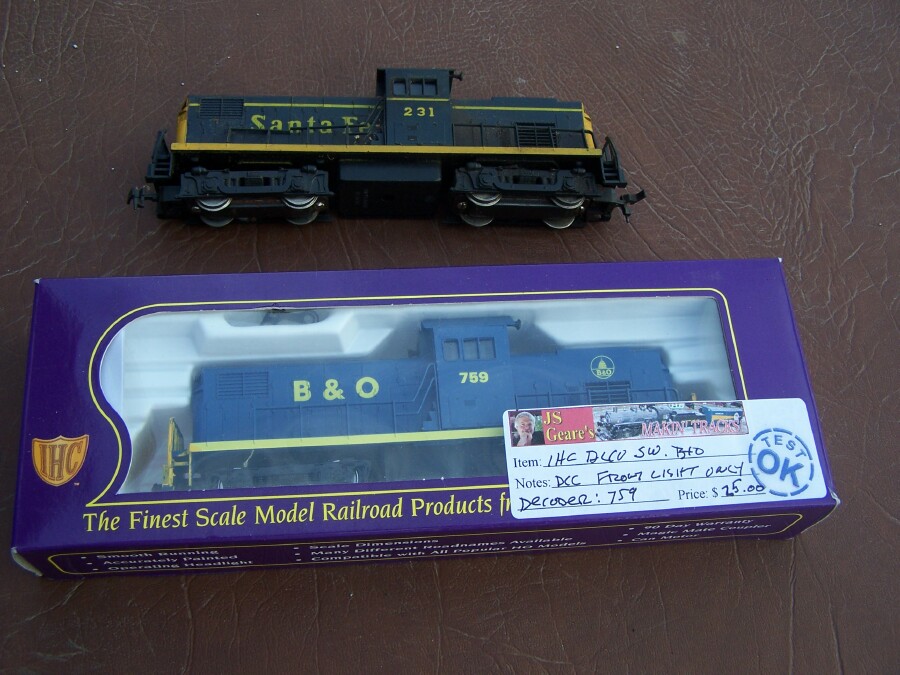 Santa Fe
231
B & O
759
B&O
IHC
JS
Geare's
MAKIN' TRACKS
Item: IHC SW. B&O
Notes: DCC FRONT LIGHT ONLY
Decoder: 759 Price: $ 25.00
TEST
OK
The Finest Scale Model Railroad Products
• Smooth Running
• Accurately Painted
• Operating Headlight
• Scale Dimensions
• Many Different Roadnames Available
• Compatible with All Popular HO Models
• 90 Day Warranty
• Magic Mate Coupler
Can Motor